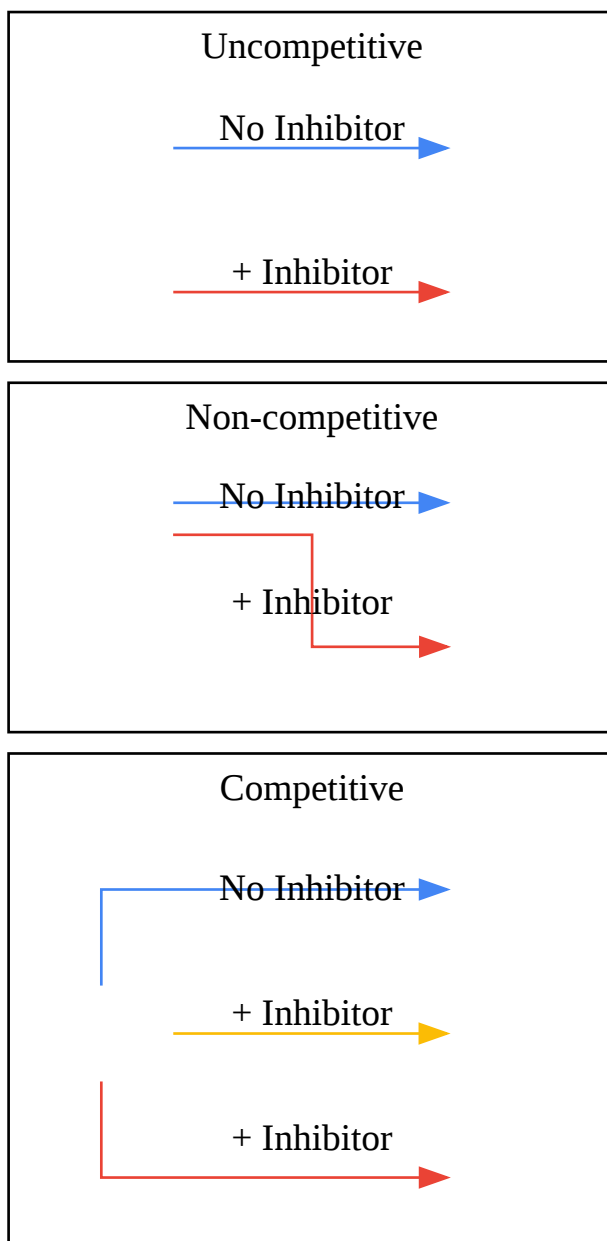 Uncompetitive
No Inhibitor
+ Inhibitor
Non-competitive
No Inhibitor
+ Inhibitor
Competitive
No Inhibitor
+ Inhibitor
+ Inhibitor